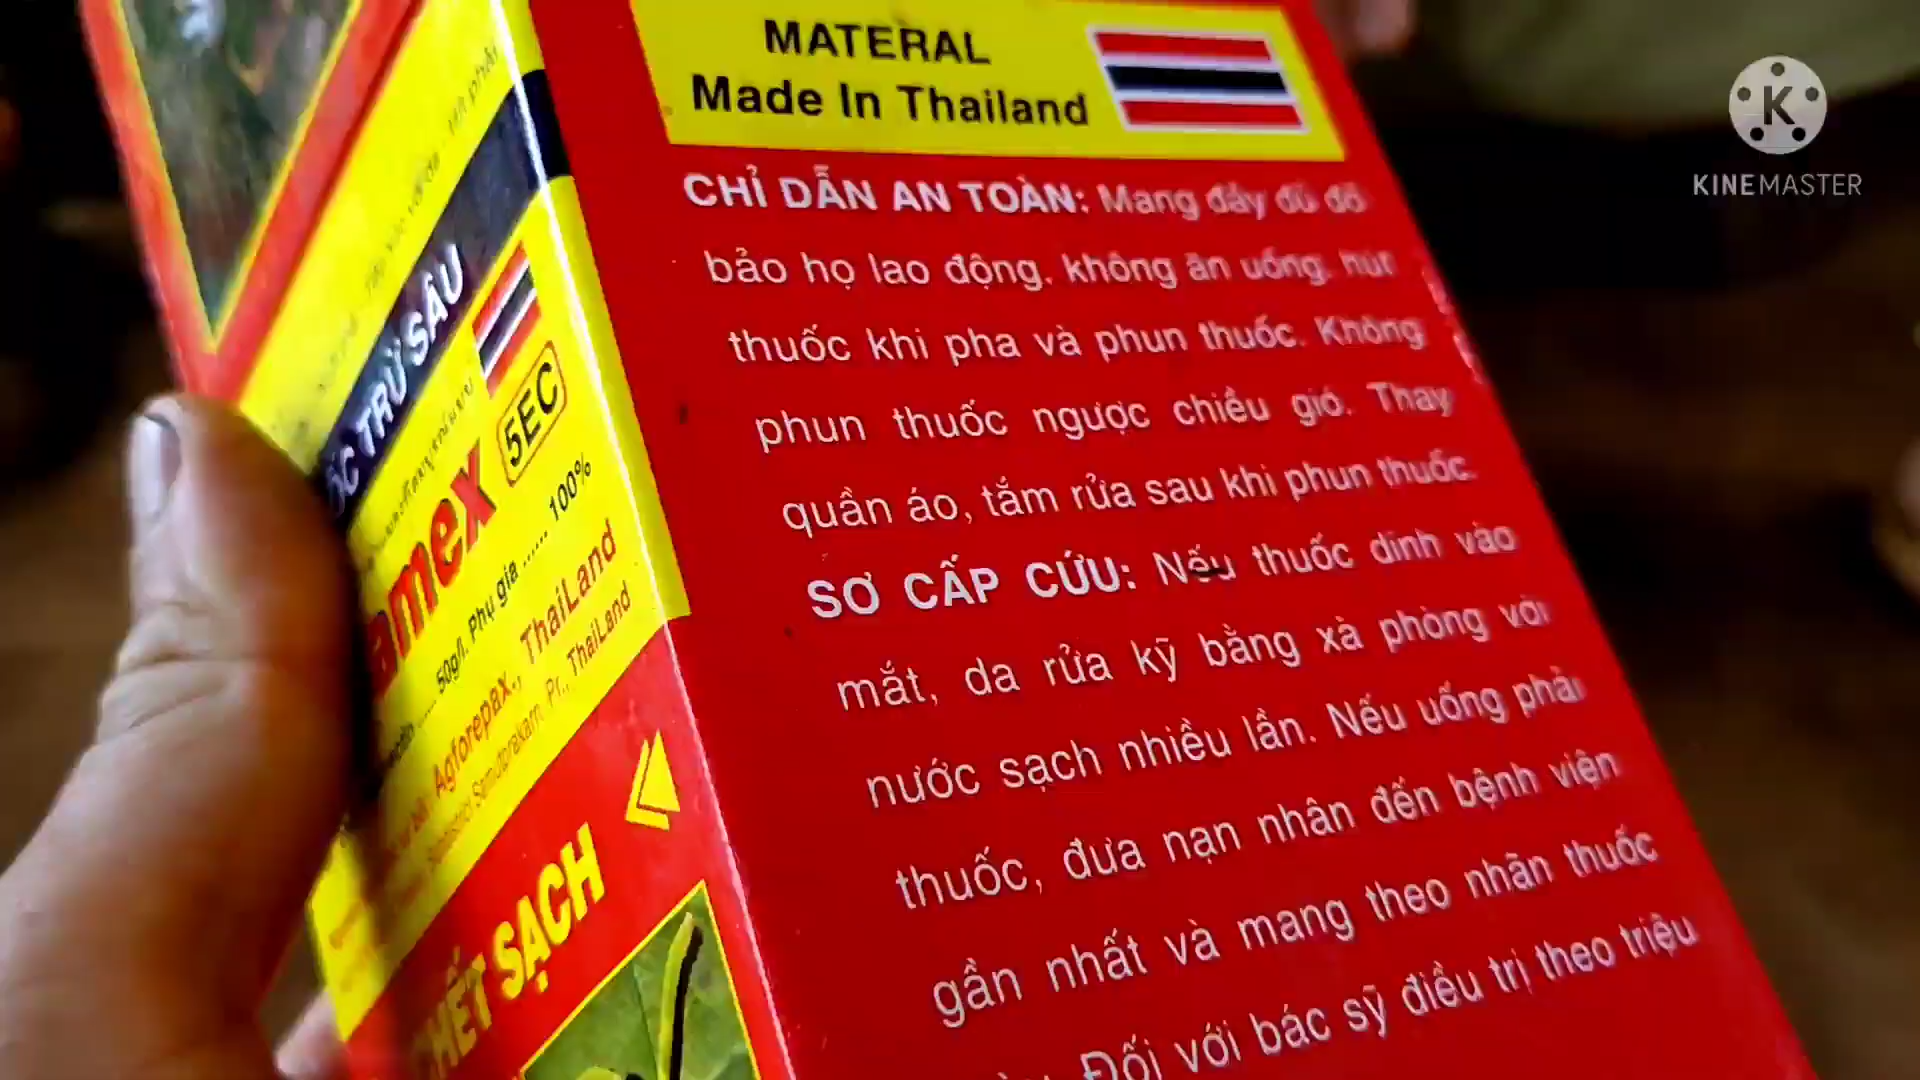 MATERAL
Made In Thailand
CHỈ DẪN AN TOÀN: Mang đầy đủ đồ
bảo họ lao động, không ăn uống, hút
thuốc khi pha và phun thuốc. Không
phun thuốc ngược chiều gió. Thay
quần áo, tắm rửa sau khi phun thuốc.
SƠ CẤP CỨU: Nếu thuốc dính vào
mắt, da rửa kỹ bằng xà phòng với
nước sạch nhiều lần. Nếu uống phải
thuốc, đưa nạn nhân đến bệnh viện
gần nhất và mang theo nhãn thuốc
Đối với bác sỹ điều trị theo triệu
TRỪ SÂU
amex 5EC
50g/l. Phụ gia ...... 100%
Agforepax., ThaiLand
Pr., ThaiLand
CHẾT SẠCH
K
KINEMASTER